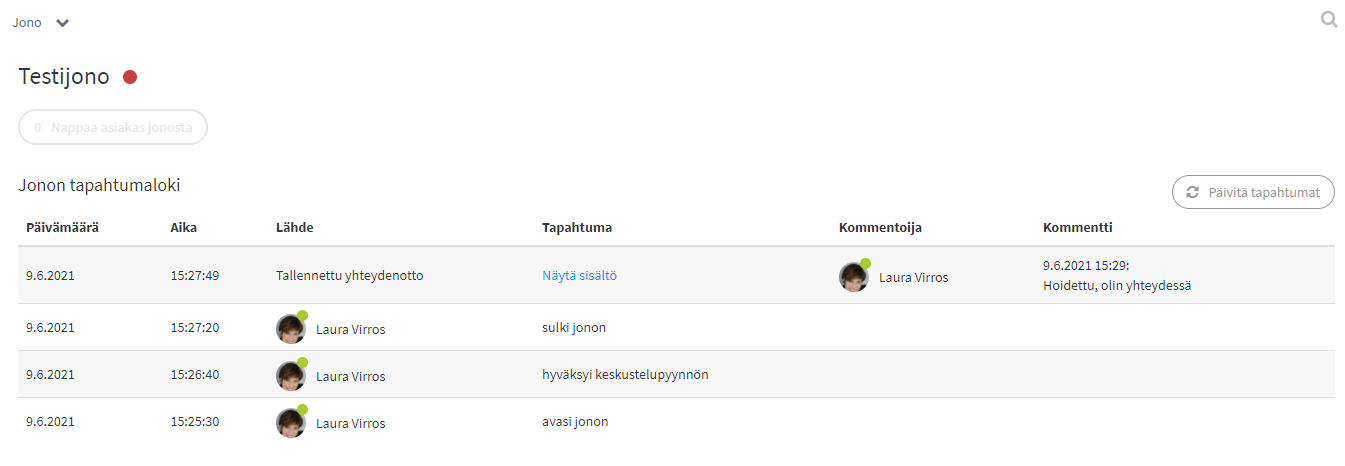 Jono
Testijono
0 Nappaa asiakas jonosta
Jonon tapahtumaloki
Päivitä tapahtumat
Päivämäärä Aika Lähde Tapahtuma Kommentoija Kommentti
9.6.2021 15:27:49 Tallennettu yhteydenotto Näytä sisältö Laura Virros 9.6.2021 15:29:
Hoidettu, olin yhteydessä
9.6.2021 15:27:20 Laura Virros sulki jonon
9.6.2021 15:26:40 Laura Virros hyväksyi keskustelupyynnön
9.6.2021 15:25:30 Laura Virros avasi jonon